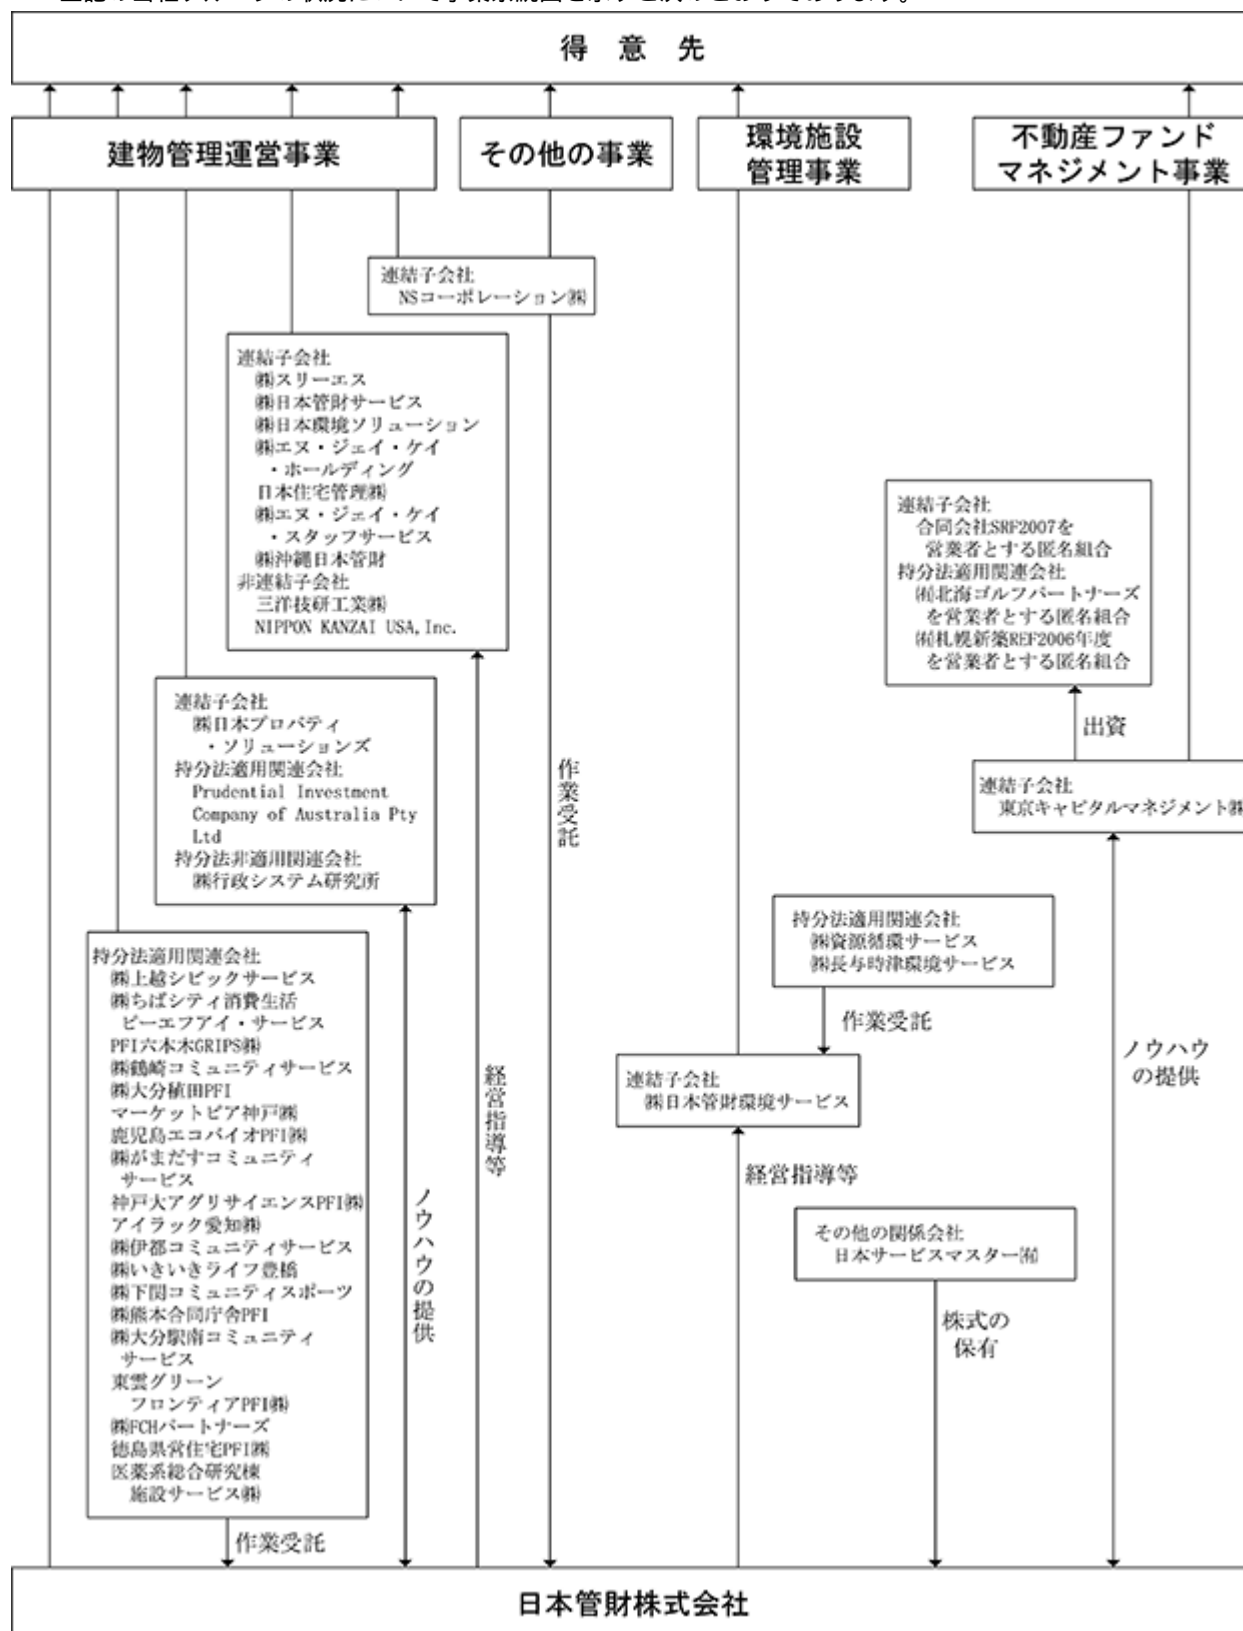 得 意 先
建物管理運営事業
その他の事業
環境施設
管理事業
不動産ファンド
マネジメント事業
連結子会社
NSコーポレーション㈱
連結子会社
㈱スリーエス
㈱日本管財サービス
㈱日本環境ソリューション
㈱エヌ・ジェイ・ケイ
・ホールディング
日本住宅管理㈱
㈱エヌ・ジェイ・ケイ
・スタッフサービス
㈱沖縄日本管財
非連結子会社
三洋技研工業㈱
NIPPON KANZAI USA,Inc.
連結子会社
合同会社SRF2007を
営業者とする匿名組合
持分法適用関連会社
㈲北海ゴルフパートナーズ
を営業者とする匿名組合
㈲札幌新築REF2006年度
を営業者とする匿名組合
出資
連結子会社
東京キャピタルマネジメント㈱
連結子会社
㈱日本プロパティ
・ソリューションズ
持分法適用関連会社
Prudential Investment
Company of Australia Pty
Ltd
持分法非適用関連会社
㈱行政システム研究所
作業受託
持分法適用関連会社
㈱資源循環サービス
㈱長与時津環境サービス
作業受託
連結子会社
㈱日本管財環境サービス
経営指導等
ノウハウ
の提供
その他の関係会社
日本サービスマスター㈲
株式の
保有
持分法適用関連会社
㈱上越シビックサービス
㈱ちばシティ消費生活
ピーエフアイ・サービス
PFI六本木GRIPS㈱
㈱鶴崎コミュニティサービス
㈱大分稙田PFI
マーケットピア神戸㈱
鹿児島エコバイオPFI㈱
㈱がまだすコミュニティ
サービス
神戸大アグリサイエンスPFI㈱
アイラック愛知㈱
㈱伊都コミュニティサービス
㈱いきいきライフ豊橋
㈱下関コミュニティスポーツ
㈱熊本合同庁舎PFI
㈱大分駅南コミュニティ
サービス
東雲グリーン
フロンティアPFI㈱
㈱FCHパートナーズ
徳島県営住宅PFI㈱
医薬系総合研究棟
施設サービス㈱
作業受託
ノウハウの提供
経営指導等
日本管財株式会社